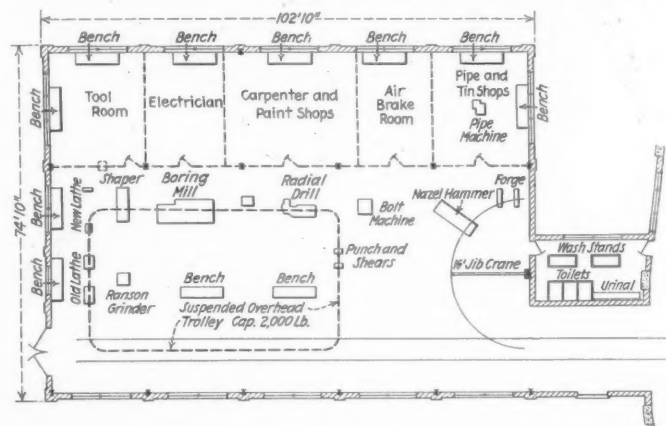 102'10"
Bench
Bench
Bench
Bench
Bench
Tool
Room
Electrician
Carpenter and
Paint Shops
Air
Brake
Room
Pipe and
Tin Shops
Pipe
Machine
Bench
Bench
74'10"
Bench
New Lathe
Shaper
Boring
Mill
Radial
Drill
Bolt
Machine
Nazel Hammer
Forge
Punch and
Shears
16' Jib Crane
Wash Stands
Toilets
Urinal
Bench
Old Lathe
Ranson
Grinder
Bench
Bench
Suspended Overhead
Trolley Cap. 2,000 Lb.